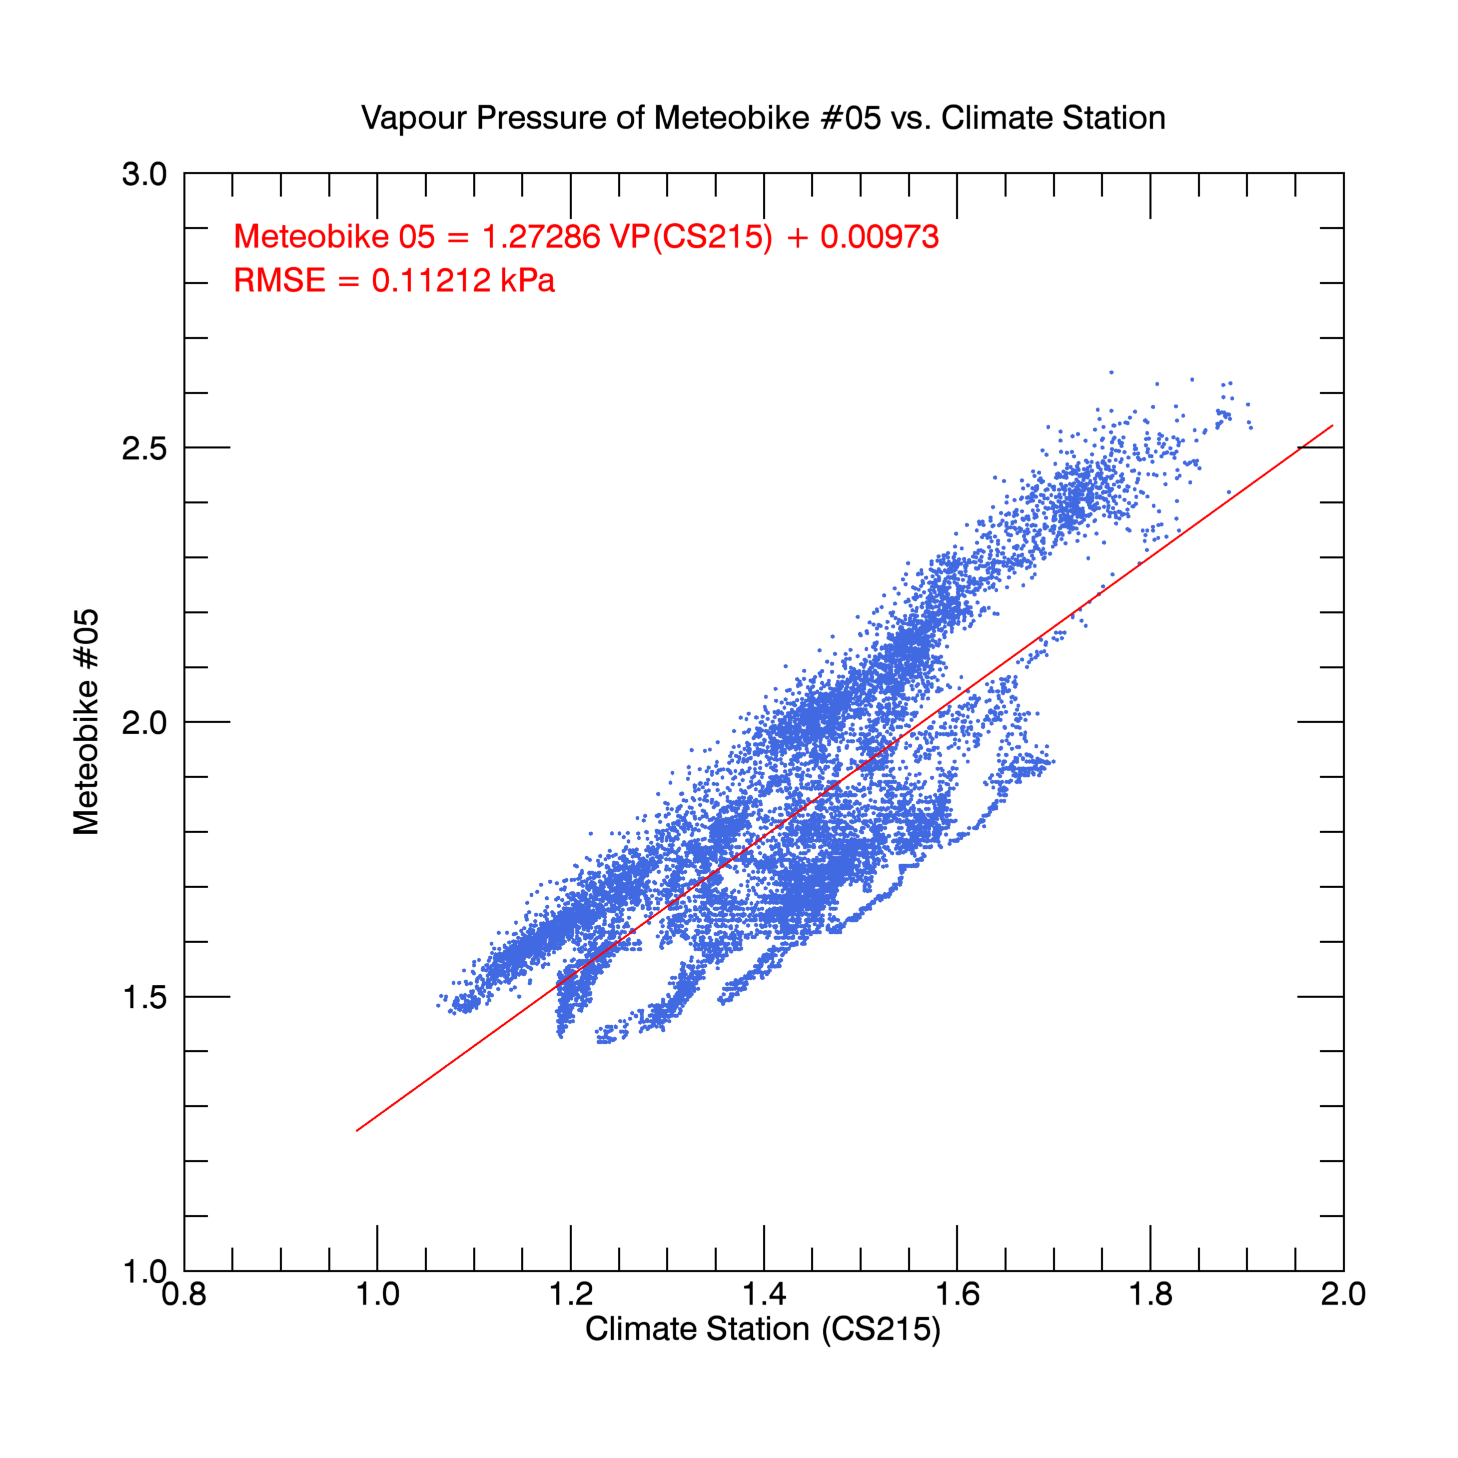 Vapour Pressure of Meteobike #05 vs. Climate Station
3.0
Meteobike 05 = 1.27286 VP(CS215) + 0.00973
RMSE = 0.11212 kPa
2.5
2.0
Meteobike #05
1.5
1.0
0.8 1.0 1.2 1.4 1.6 1.8 2.0
Climate Station (CS215)